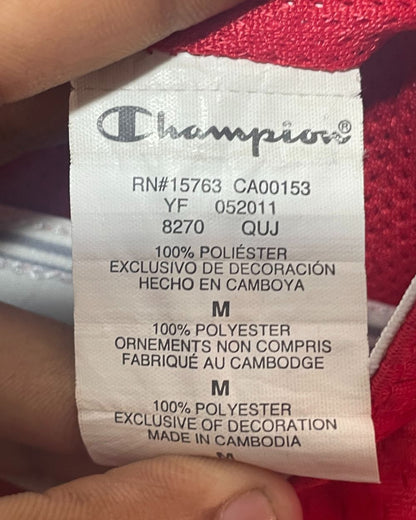 Champion®
RN#15763 CA00153
YF 052011
8270 QUJ
100% POLIÉSTER
EXCLUSIVO DE DECORACIÓN
HECHO EN CAMBOYA
M
100% POLYESTER
ORNEMENTS NON COMPRIS
FABRIQUÉ AU CAMBODGE
M
100% POLYESTER
EXCLUSIVE OF DECORATION
MADE IN CAMBODIA
M